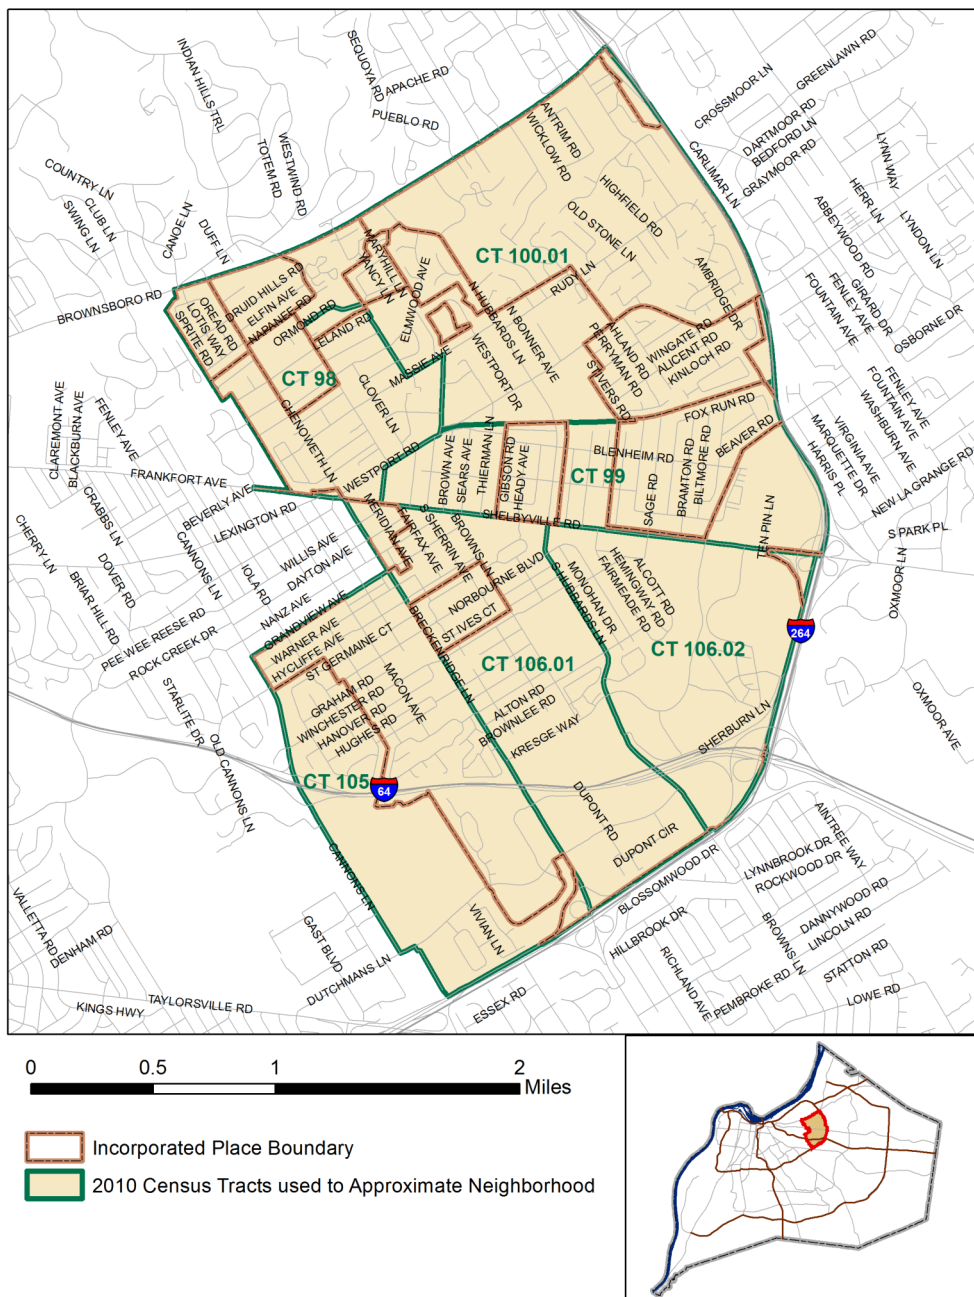 SEQUOYA RD
APACHE RD
PUEBLO RD
INDIAN HILLS TRL
WESTWIND RD
TOTEM RD
COUNTRY LN
CLUB LN
SWING LN
CANOE LN
DUFF LN
BROWNSBORO RD
GREENLAWN RD
CROSSMOOR LN
DARTMOOR RD
BEDFORD LN
GRAYMOOR RD
CARLIMAR LN
LYNN WAY
HERR LN
LYNDON LN
ABBEYWOOD RD
GIRARD DR
FENLEY AVE
FOUNTAIN AVE
OSBORNE DR
ANTRIM RD
WICKLOW RD
HIGHFIELD RD
OLD STONE LN
CT 100.01
RUDY LN
AMBRIDGE DR
MARYHILL LN
YANCY LN
ELMWOOD AVE
N HUBBARDS LN
N BONNER AVE
WESTPORT DR
DRUID HILLS RD
ELFIN AVE
NAPANEE RD
ORMOND RD
OREAD RD
LOTIS WAY
SPRITE RD
LELAND RD
MASSIE AVE
CT 98
CLOVER LN
CHENOWETH LN
AHLAND RD
PERRYMAN RD
STIVERS RD
WINGATE RD
ALICENT RD
KINLOCH RD
FOX RUN RD
BEAVER RD
BLENHEIM RD
BILTMORE RD
BRAMTON RD
SAGE RD
CT 99
WESTPORT RD
BROWN AVE
SEARS AVE
THIERMAN LN
GIBSON RD
HEADY AVE
SHELBYVILLE RD
TEN PIN LN
FENLEY AVE
FOUNTAIN AVE
WASHBURN AVE
VIRGINIA AVE
MARQUETTE DR
HARRIS PL
NEW LA GRANGE RD
S PARK PL
OXMOOR LN
OXMOOR AVE
CLAREMONT AVE
BLACKBURN AVE
FENLEY AVE
FRANKFORT AVE
BEVERLY AVE
LEXINGTON RD
CRABBS LN
CHERRY LN
DOVER RD
BRIAR HILL RD
CANNONS LN
IOLA RD
WILLIS AVE
DAYTON AVE
NANZ AVE
GRANDVIEW AVE
PEE WEE REESE RD
ROCK CREEK DR
STARLITE DR
OLD CANNONS LN
MERIDIAN AVE
FAIRFAX AVE
S SHERRIN AVE
BROWNS LN
NORBOURNE BLVD
ST IVES CT
BRECKENRIDGE LN
WARNER AVE
HYCLIFFE AVE
ST GERMAINE CT
MACON AVE
GRAHAM RD
WINCHESTER RD
HANOVER RD
HUGHES RD
S HUBBARDS LN
MONOHAN DR
FAIRMEADE RD
HEMINGWAY RD
ALCOTT RD
CT 106.01
CT 106.02
264
ALTON RD
BROWNLEE RD
KRESGE WAY
SHERBURN LN
CT 105
64
DUPONT RD
DUPONT CIR
CANNONS LN
VIVIAN LN
BLOSSOMWOOD DR
HILLBROOK DR
RICHLAND AVE
AINTREE WAY
LYNNBROOK DR
ROCKWOOD DR
DANNYWOOD RD
LINCOLN RD
BROWNS LN
STATTON RD
PEMBROKE RD
LOWE RD
VALLETTA RD
DENHAM RD
GAST BLVD
DUTCHMANS LN
TAYLORSVILLE RD
KINGS HWY
ESSEX RD
0 0.5 1 2
Miles
Incorporated Place Boundary
2010 Census Tracts used to Approximate Neighborhood